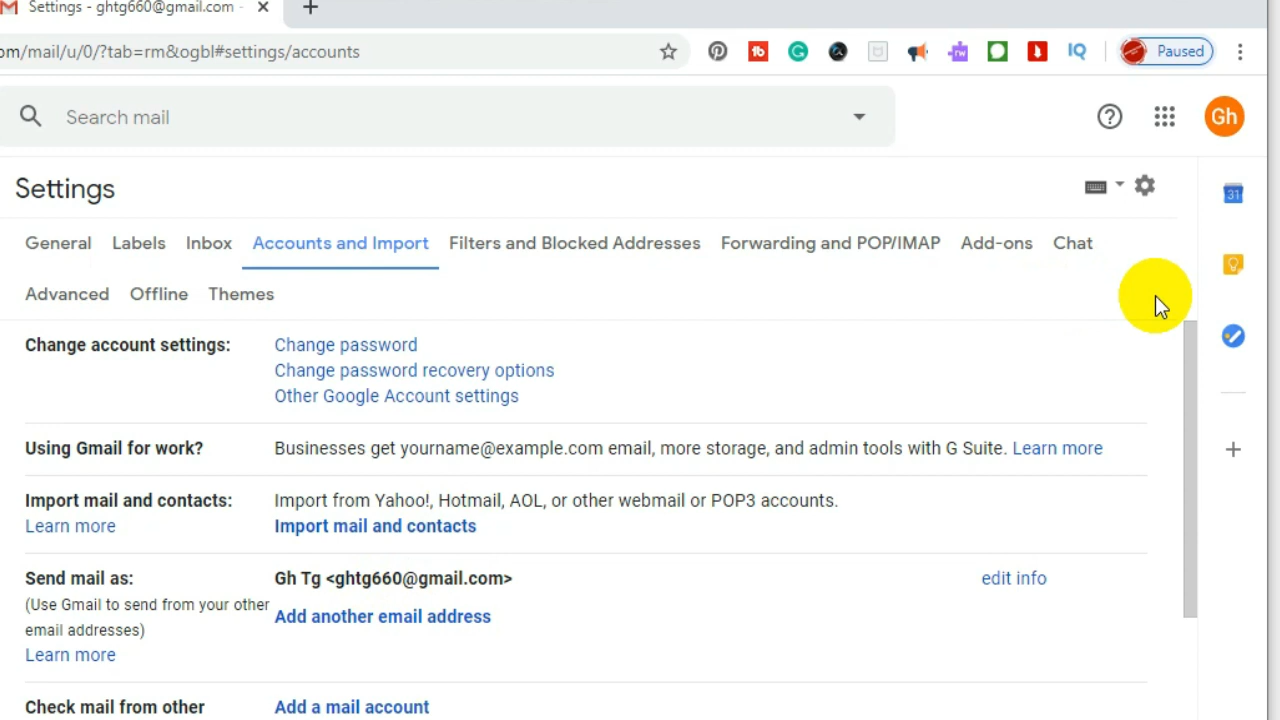 Settings - ghtg660@gmail.com -
om/mail/u/0/?tab=rm&ogbl#settings/accounts
Paused
Search mail
Gh
Settings
General Labels Inbox Accounts and Import Filters and Blocked Addresses Forwarding and POP/IMAP Add-ons Chat
Advanced Offline Themes
Change account settings: Change password
Change password recovery options
Other Google Account settings
Using Gmail for work? Businesses get yourname@example.com email, more storage, and admin tools with G Suite. Learn more
Import mail and contacts: Import from Yahoo!, Hotmail, AOL, or other webmail or POP3 accounts.
Learn more Import mail and contacts
Send mail as: Gh Tg <ghtg660@gmail.com> edit info
(Use Gmail to send from your other
email addresses)
Add another email address
Learn more
Check mail from other Add a mail account
31
tb
rw
IQ